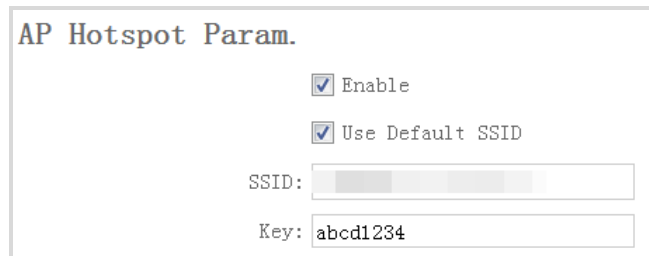 AP Hotspot Param.
Enable
Use Default SSID
SSID:
Key: abcd1234